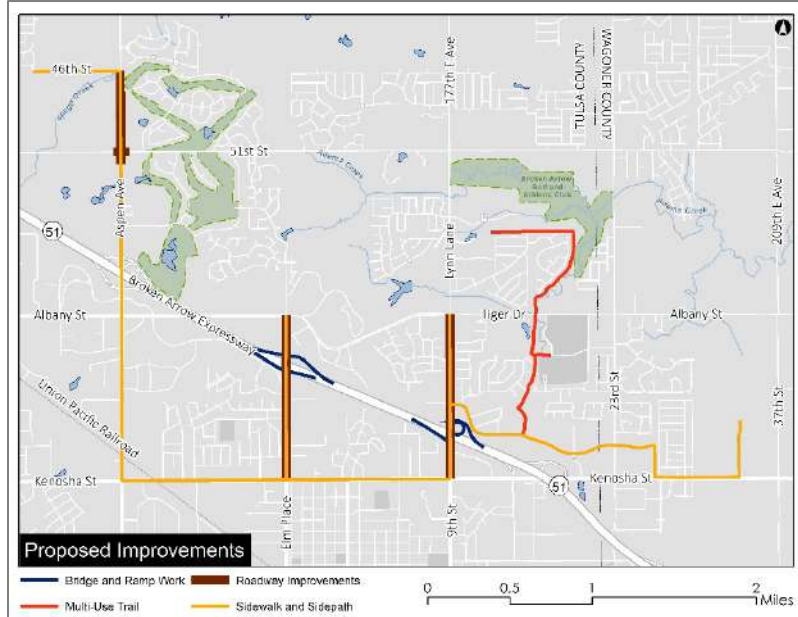 46th St
177th E Ave
TULSA COUNTY
WAGONER COUNTY
51st St
Aspen Ave
Broken Arrow
Lynn Lane
209th E Ave
51
Broken Arrow Expressway
Albany St
Tiger Dr
Albany St
Union Pacific Railroad
23rd St
37th St
Kenosha St
Elm Place
9th St
51
Kenosha St
Proposed Improvements
Bridge and Ramp Work
Roadway Improvements
Multi-Use Trail
Sidewalk and Sidepath
0 0.5 1 2
Miles